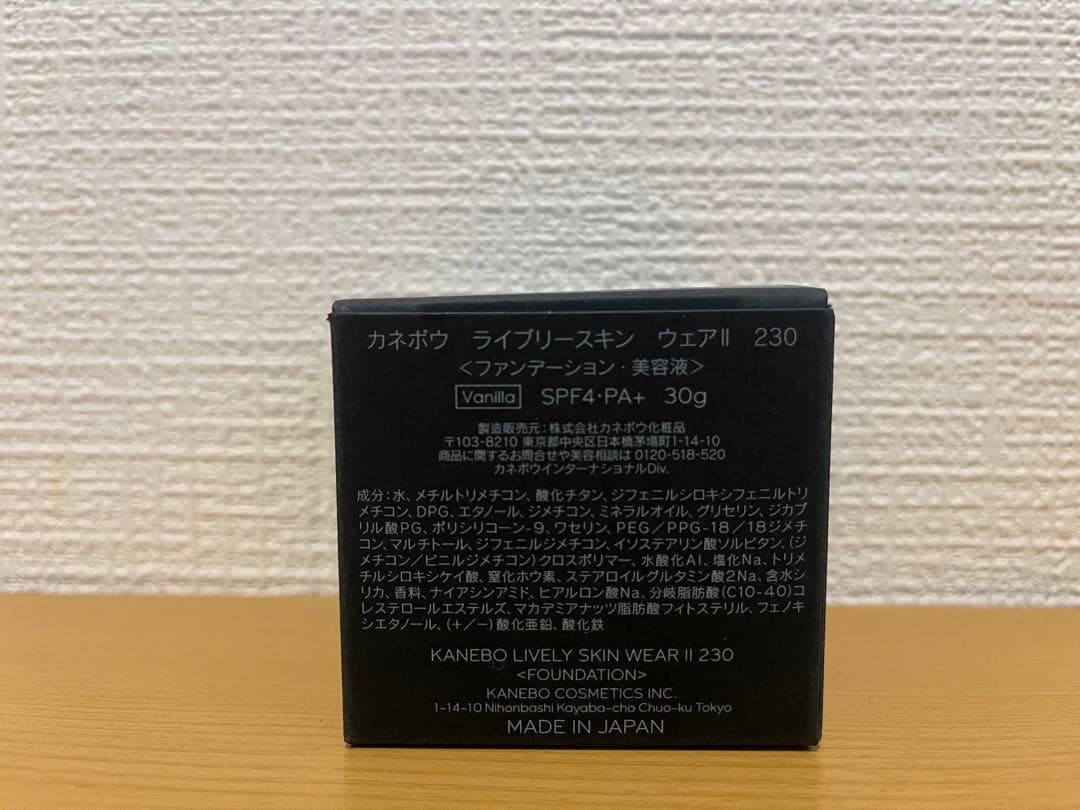 カネボウ ライブリースキン ウェアⅡ 230
＜ファンデーション・美容液＞
Vanilla SPF4・PA+ 30g
製造販売元：株式会社カネボウ化粧品
〒103-8210 東京都中央区日本橋茅場町1-14-10
商品に関するお問合せや美容相談は 0120-518-520
カネボウインターナショナルDiv.
成分：水、メチルトリメチコン、酸化チタン、ジフェニルシロキシフェニルトリ
メチコン、DPG、エタノール、ジメチコン、ミネラルオイル、グリセリン、ジカプ
リル酸PG、ポリシリコーン-9、ワセリン、PEG／PPG-18／18ジメチ
コン、マルチトール、ジフェニルジメチコン、イソステアリン酸ソルビタン、（ジ
メチコン／ビニルジメチコン）クロスポリマー、水酸化Al、塩化Na、トリメ
チルシロキシケイ酸、窒化ホウ素、ステアロイルグルタミン酸2Na、含水シ
リカ、香料、ナイアシンアミド、ヒアルロン酸Na、分岐脂肪酸（C10-40）コ
レステロールエステルズ、マカデミアナッツ脂肪酸フィトステリル、フェノキ
シエタノール、（＋／−）酸化亜鉛、酸化鉄
KANEBO LIVELY SKIN WEAR II 230
<FOUNDATION>
KANEBO COSMETICS INC.
1-14-10 Nihonbashi Kayaba-cho Chuo-ku Tokyo
MADE IN JAPAN